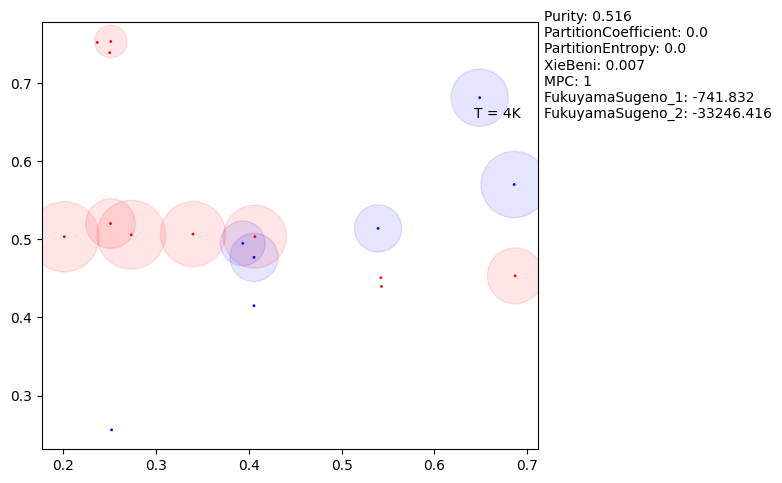 Purity: 0.516
PartitionCoefficient: 0.0
PartitionEntropy: 0.0
XieBeni: 0.007
MPC: 1
FukuyamaSugeno_1: -741.832
FukuyamaSugeno_2: -33246.416
T = 4K
0.7
0.6
0.5
0.4
0.3
0.2 0.3 0.4 0.5 0.6 0.7